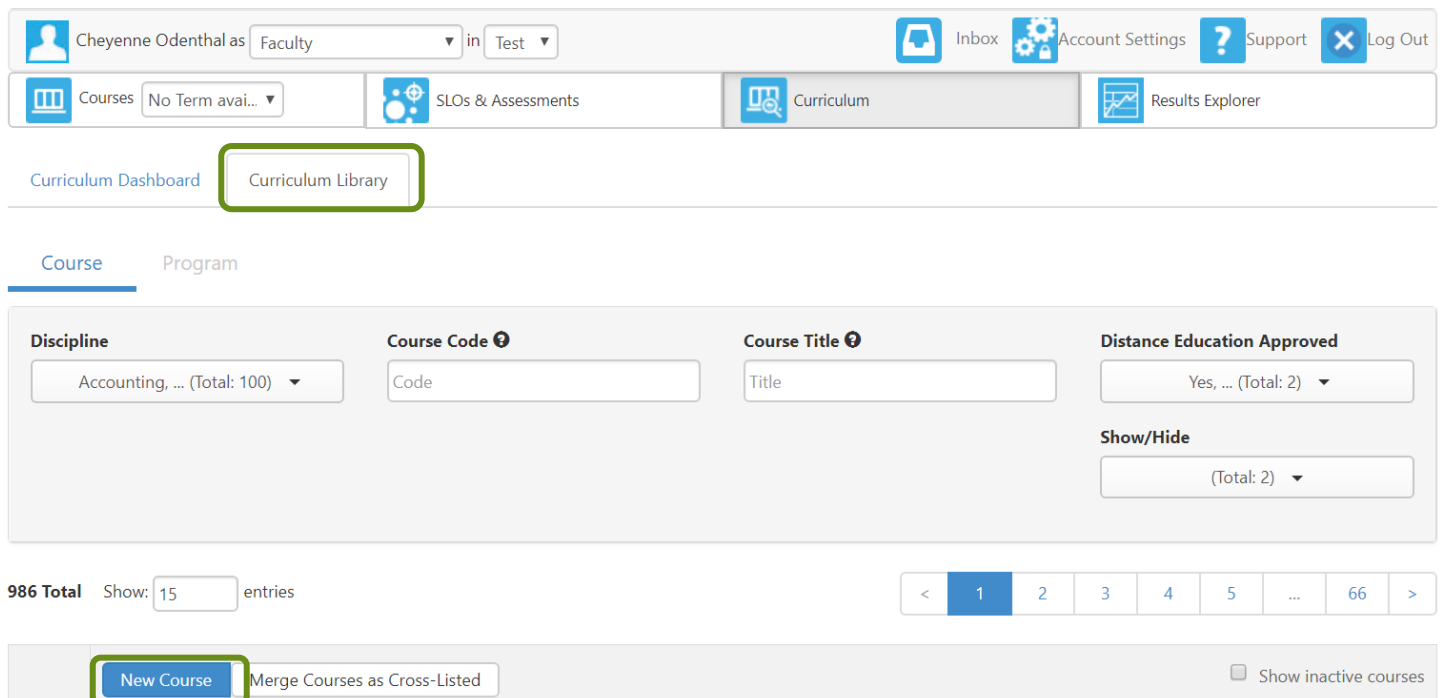 Cheyenne Odenthal as Faculty in Test Inbox Account Settings Support Log Out
Courses No Term avai... SLOs & Assessments Curriculum Results Explorer
Curriculum Dashboard Curriculum Library
Course Program
Discipline Course Code Course Title Distance Education Approved
Accounting, ... (Total: 100) Code Title Yes, ... (Total: 2)
Show/Hide
(Total: 2)
986 Total Show: 15 entries < 1 2 3 4 5 ... 66 >
New Course Merge Courses as Cross-Listed Show inactive courses